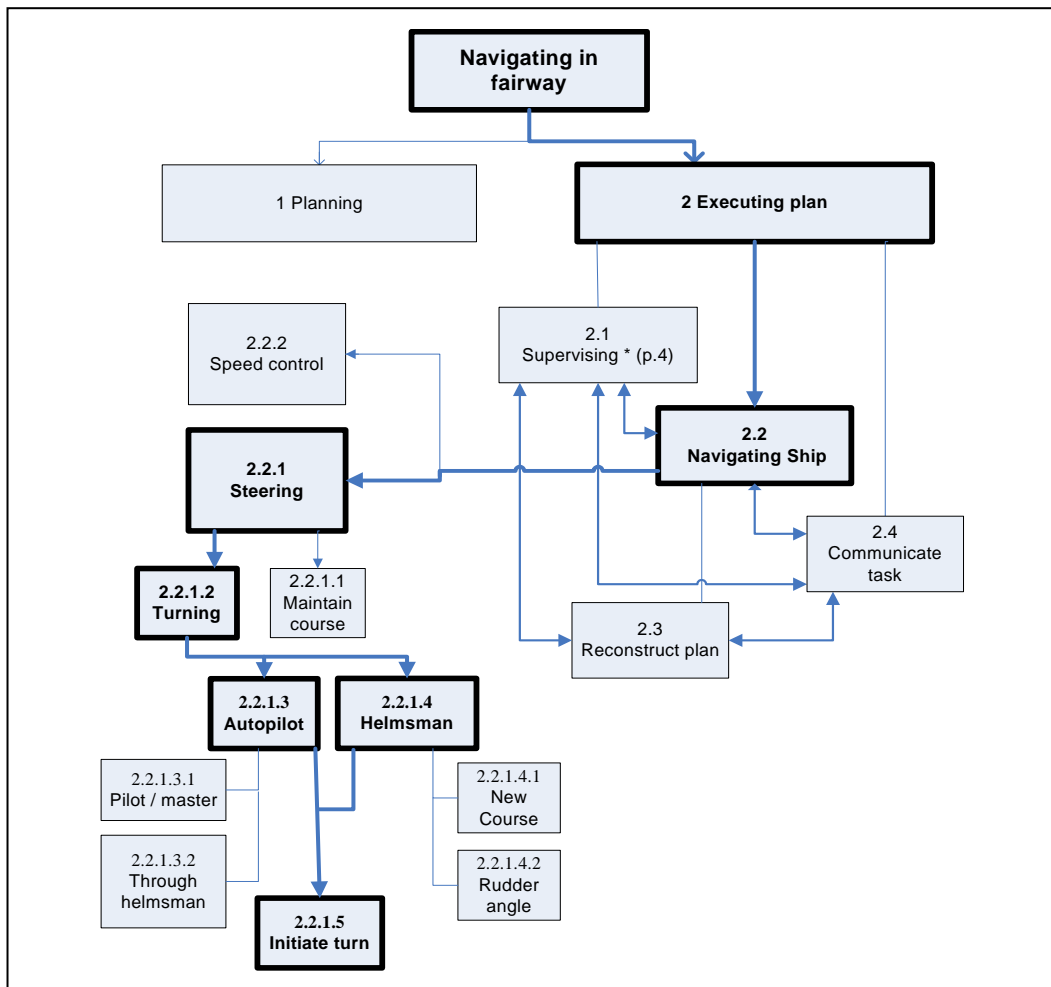 Navigating in
fairway
1 Planning
2 Executing plan
2.2.2
Speed control
2.1
Supervising * (p.4)
2.2
Navigating Ship
2.2.1
Steering
2.4
Communicate
task
2.2.1.2
Turning
2.2.1.1
Maintain
course
2.3
Reconstruct plan
2.2.1.3
Autopilot
2.2.1.4
Helmsman
2.2.1.3.1
Pilot / master
2.2.1.4.1
New
Course
2.2.1.3.2
Through
helmsman
2.2.1.4.2
Rudder
angle
2.2.1.5
Initiate turn